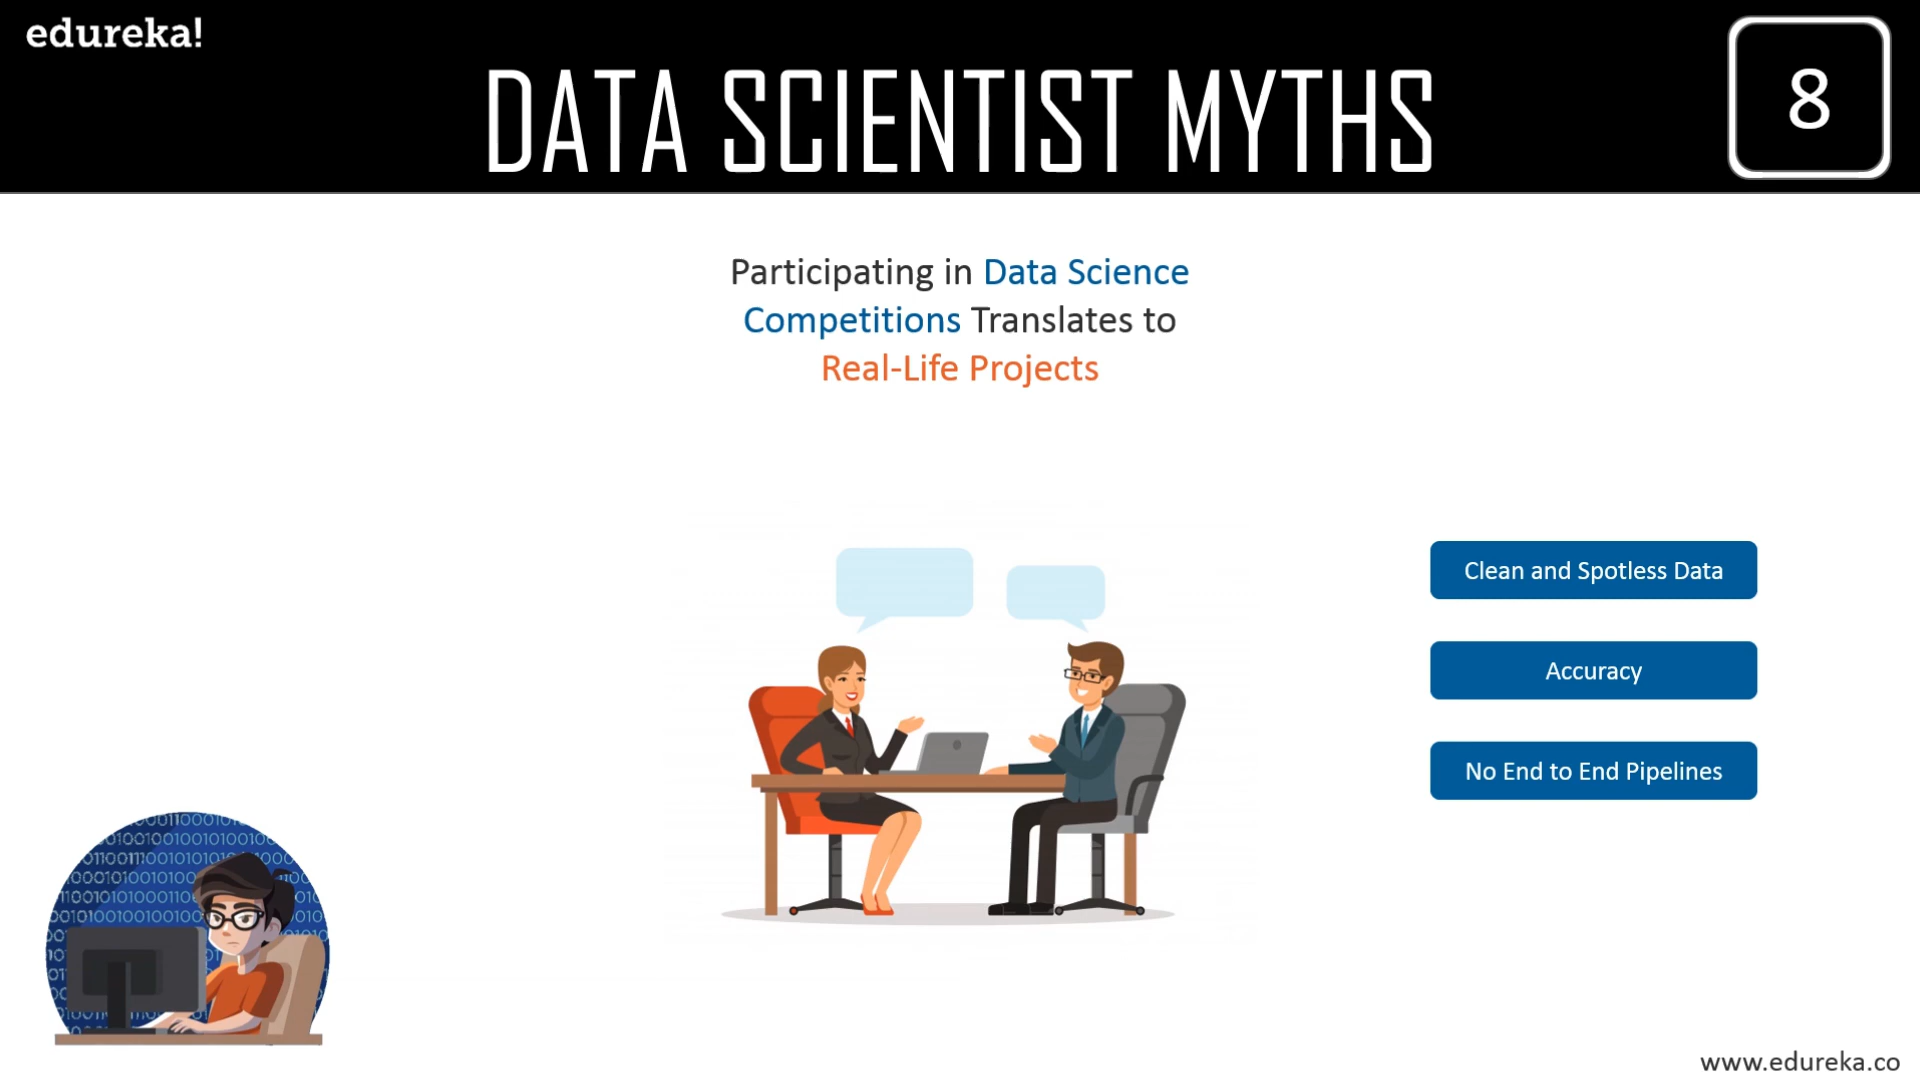 edureka!
DATA SCIENTIST MYTHS
8
Participating in Data Science
Competitions Translates to
Real-Life Projects
Clean and Spotless Data
Accuracy
No End to End Pipelines
www.edureka.co